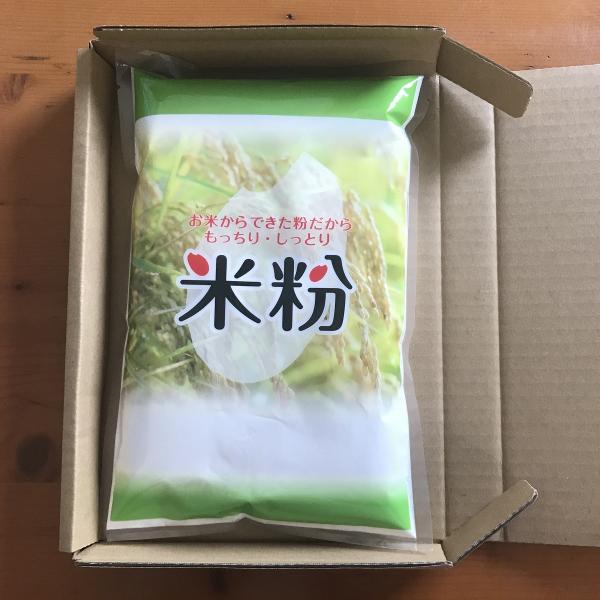 お米からできた粉だから
もっちり・しっとり
米粉